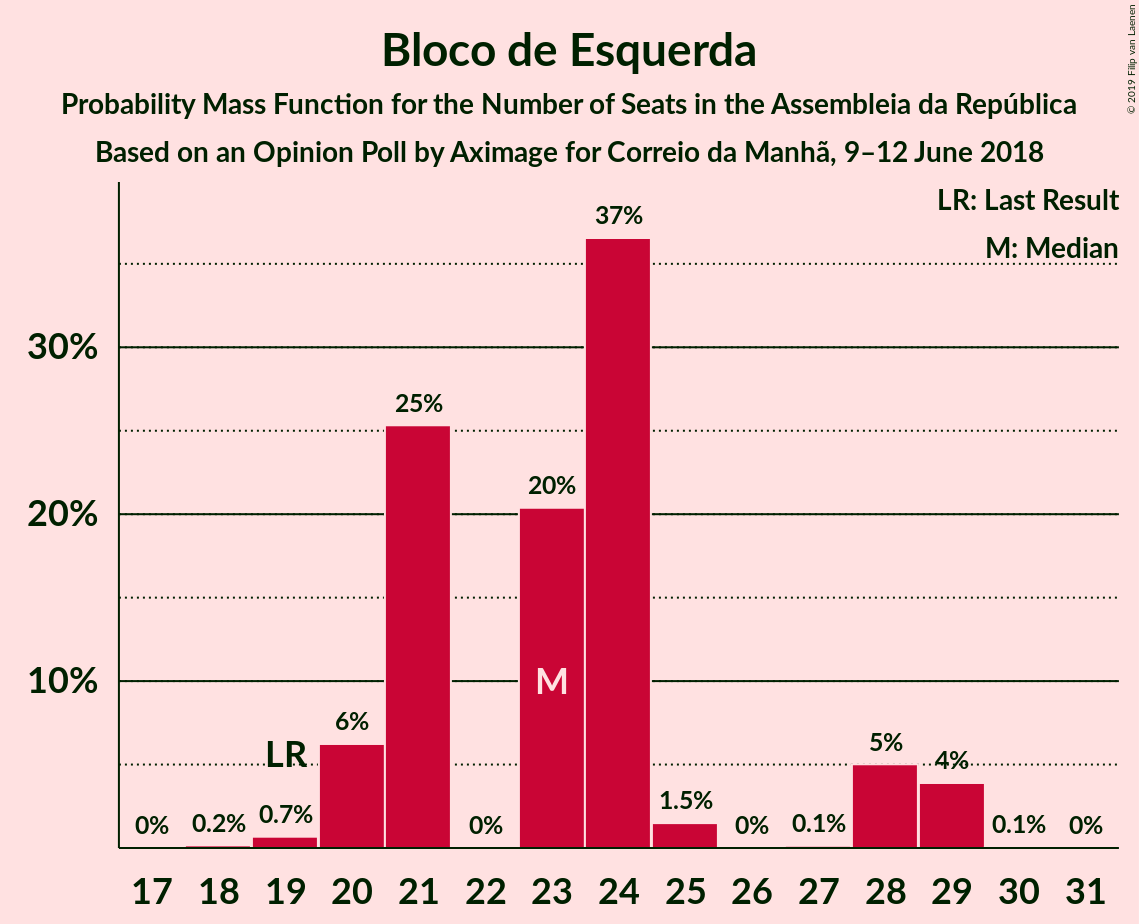 Bloco de Esquerda
Probability Mass Function for the Number of Seats in the Assembleia da República
Based on an Opinion Poll by Aximage for Correio da Manhã, 9–12 June 2018
© 2019 Filip van Laenen
LR: Last Result
M: Median
37%
30%
25%
20%
20%
M
10%
6%
LR
5%
4%
0%
0.2%
0.7%
0%
1.5%
0%
0.1%
0.1%
0%
17 18 19 20 21 22 23 24 25 26 27 28 29 30 31